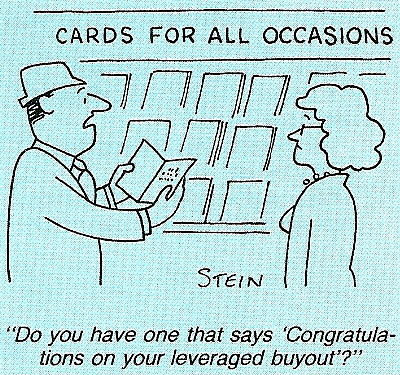 CARDS FOR ALL OCCASIONS
STEIN
"Do you have one that says 'Congratula-
tions on your leveraged buyout'?"